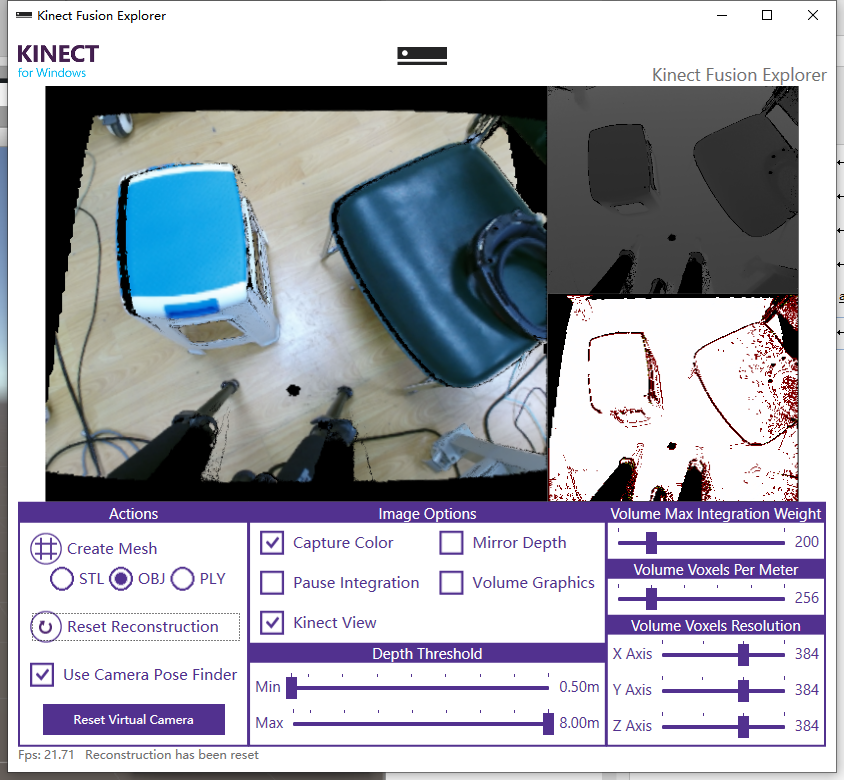 Kinect Fusion Explorer
KINECT
for Windows
Kinect Fusion Explorer
Actions
Create Mesh
STL OBJ PLY
Reset Reconstruction
Use Camera Pose Finder
Reset Virtual Camera
Image Options
Capture Color Mirror Depth
Pause Integration Volume Graphics
Kinect View
Depth Threshold
Min 0.50m
Max 8.00m
Volume Max Integration Weight
200
Volume Voxels Per Meter
256
Volume Voxels Resolution
X Axis 384
Y Axis 384
Z Axis 384
Fps: 21.71 Reconstruction has been reset